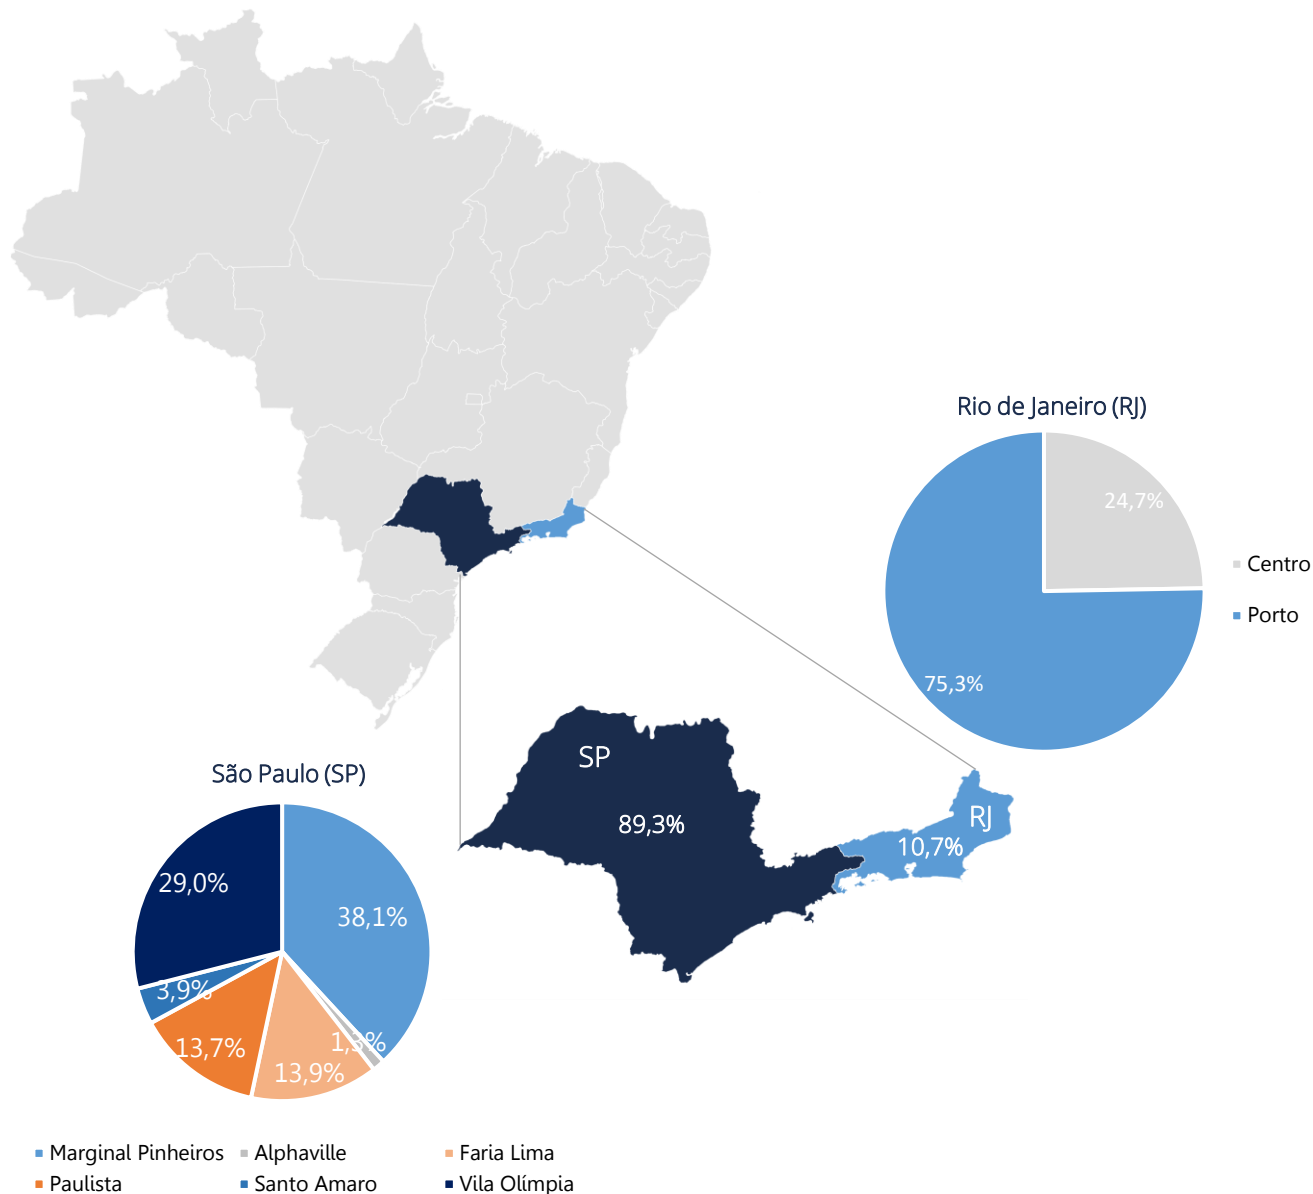 Rio de Janeiro (RJ)
24,7%
Centro
Porto
75,3%
SP
89,3%
RJ
10,7%
São Paulo (SP)
29,0%
38,1%
3,9%
13,7%
1,3%
13,9%
Marginal Pinheiros Alphaville Faria Lima
Paulista Santo Amaro Vila Olímpia